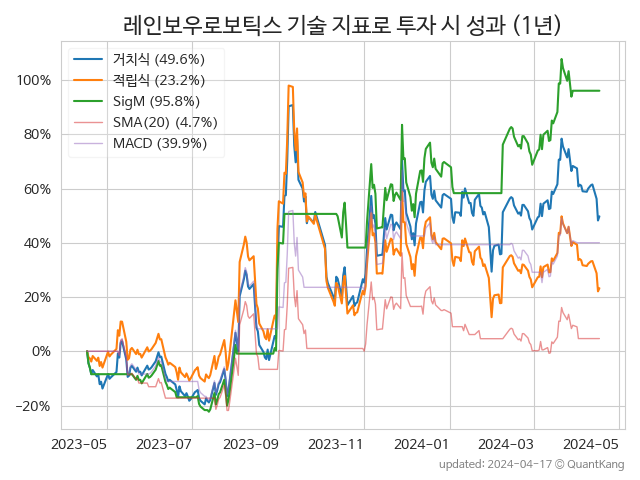 레인보우로보틱스 기술 지표로 투자 시 성과 (1년)
거치식 (49.6%)
적립식 (23.2%)
SigM (95.8%)
SMA(20) (4.7%)
MACD (39.9%)
100%
80%
60%
40%
20%
0%
−20%
2023-05 2023-07 2023-09 2023-11 2024-01 2024-03 2024-05
updated: 2024-04-17 © QuantKang